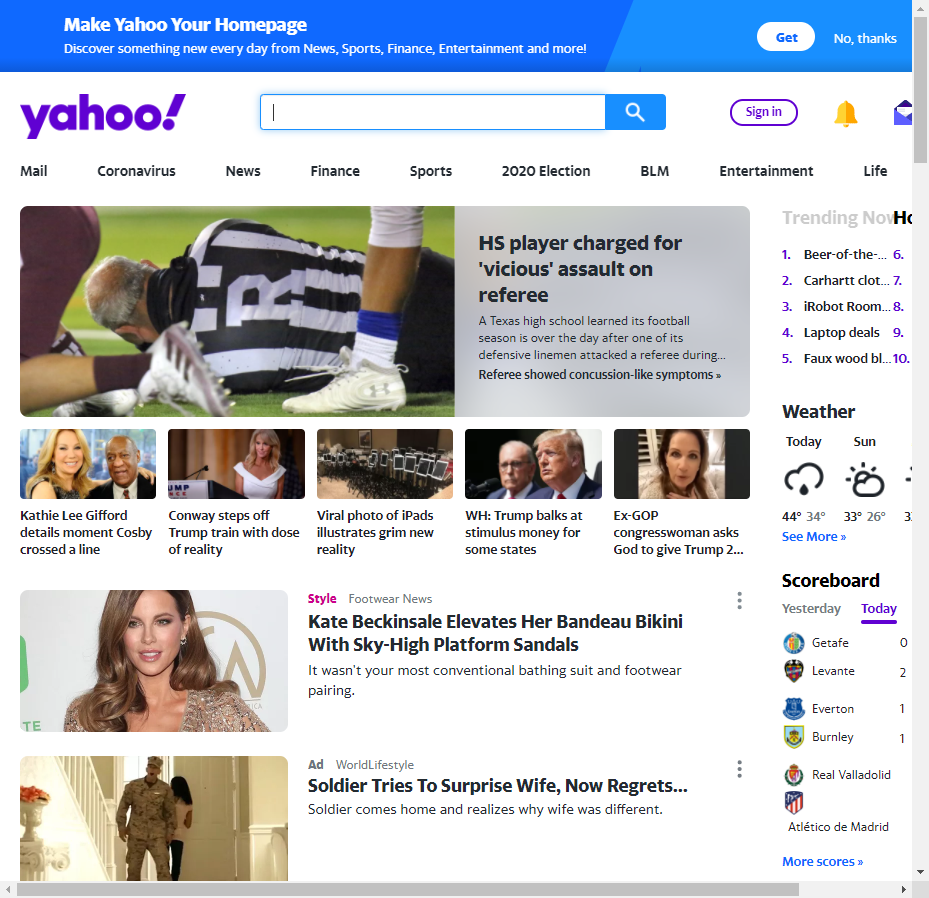 Make Yahoo Your Homepage
Discover something new every day from News, Sports, Finance, Entertainment and more!
Get
No, thanks
yahoo!
Sign in
Mail
Coronavirus
News
Finance
Sports
2020 Election
BLM
Entertainment
Life
HS player charged for
'vicious' assault on
referee
A Texas high school learned its football
season is over the day after one of its
defensive linemen attacked a referee during...
Referee showed concussion-like symptoms »
Kathie Lee Gifford
details moment Cosby
crossed a line
Conway steps off
Trump train with dose
of reality
Viral photo of iPads
illustrates grim new
reality
WH: Trump balks at
stimulus money for
some states
Ex-GOP
congresswoman asks
God to give Trump 2...
Style Footwear News
Kate Beckinsale Elevates Her Bandeau Bikini
With Sky-High Platform Sandals
It wasn't your most conventional bathing suit and footwear
pairing.
Ad WorldLifestyle
Soldier Tries To Surprise Wife, Now Regrets...
Soldier comes home and realizes why wife was different.
Trending Now
1. Beer-of-the-... 6.
2. Carhartt clot... 7.
3. iRobot Room... 8.
4. Laptop deals 9.
5. Faux wood bl... 10.
Weather
Today Sun
44° 34° 33° 26°
See More »
Scoreboard
Yesterday Today
Getafe 0
Levante 2
Everton 1
Burnley 1
Real Valladolid
Atlético de Madrid
More scores »